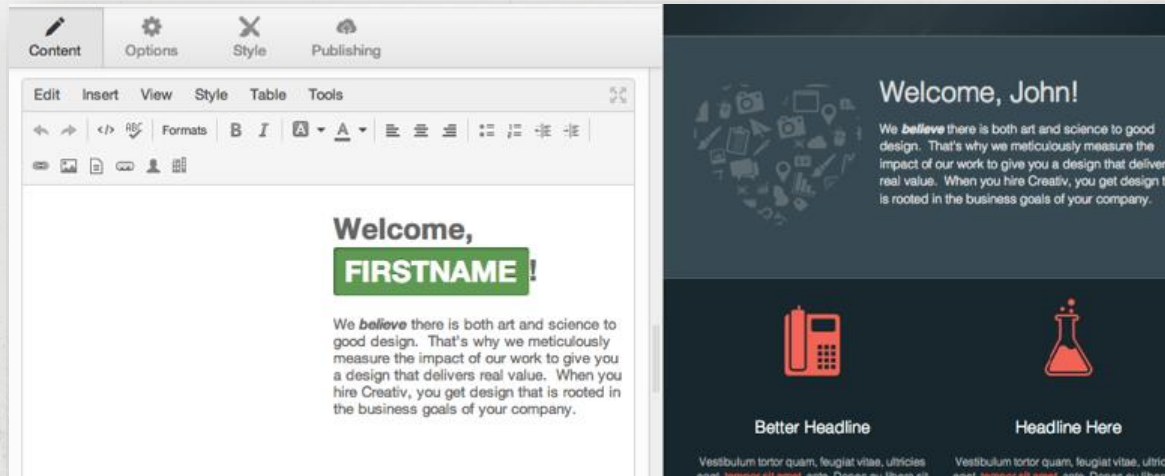 Content Options Style Publishing
Edit Insert View Style Table Tools
Formats B I A A
Welcome,
FIRSTNAME!
We believe there is both art and science to
good design. That's why we meticulously
measure the impact of our work to give you
a design that delivers real value. When you
hire Creativ, you get design that is rooted in
the business goals of your company.
Welcome, John!
We believe there is both art and science to good
design. That's why we meticulously measure the
impact of our work to give you a design that deliver
real value. When you hire Creativ, you get design t
is rooted in the business goals of your company.
Better Headline
Vestibulum tortor quam, feugiat vitae, ultricies
Headline Here
Vestibulum tortor quam, feugiat vitae, ultric